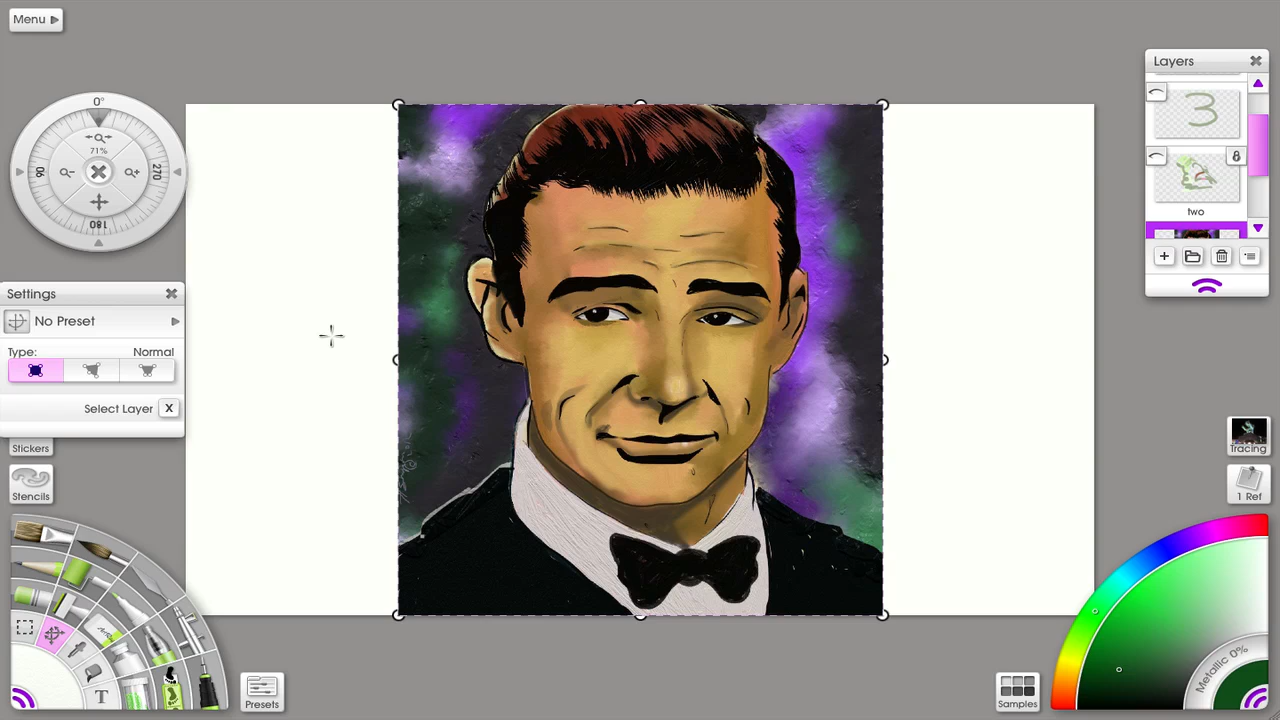 Menu
Layers
0°
71%
90
270
180
3
two
Settings
No Preset
Type:
Normal
Select Layer
X
Stickers
Stencils
Tracing
1 Ref
T
Presets
Samples
Metallic 0%